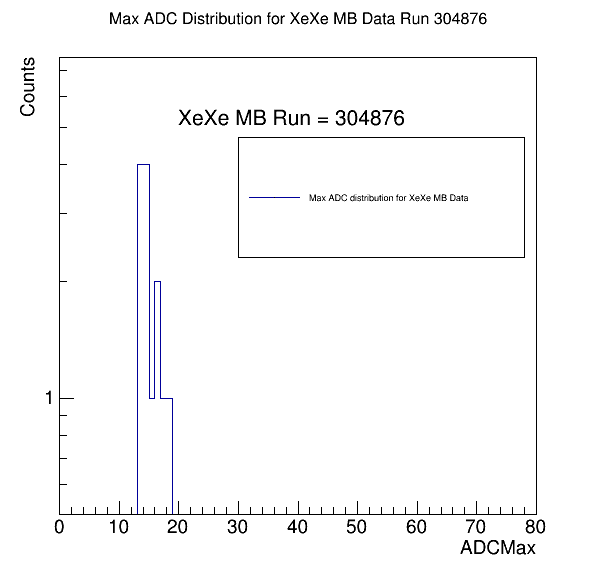 Max ADC Distribution for XeXe MB Data Run 304876
Counts
XeXe MB Run = 304876
Max ADC distribution for XeXe MB Data
1
0 10 20 30 40 50 60 70 80
ADCMax